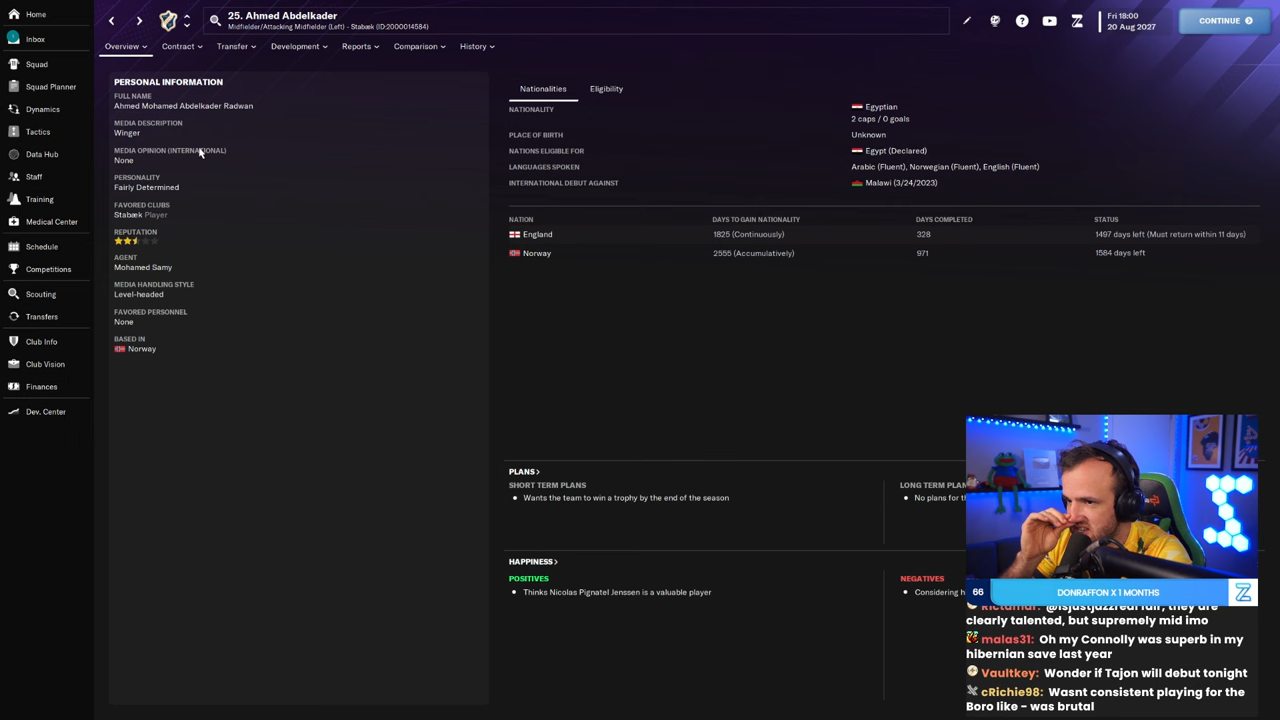 Home
Inbox
Squad
Squad Planner
Dynamics
Tactics
Data Hub
Staff
Training
Medical Center
Schedule
Competitions
Scouting
Transfers
Club Info
Club Vision
Finances
Dev. Center
25. Ahmed Abdelkader
Midfielder/Attacking Midfielder (Left) - Stabæk (ID:2000014584)
Fri 18:00
20 Aug 2027
CONTINUE
Overview
Contract
Transfer
Development
Reports
Comparison
History
PERSONAL INFORMATION
FULL NAME
Ahmed Mohamed Abdelkader Radwan
MEDIA DESCRIPTION
Winger
MEDIA OPINION (INTERNATIONAL)
None
PERSONALITY
Fairly Determined
FAVORED CLUBS
Stabæk Player
REPUTATION
AGENT
Mohamed Samy
MEDIA HANDLING STYLE
Level-headed
FAVORED PERSONNEL
None
BASED IN
Norway
Nationalities
Eligibility
NATIONALITY
Egyptian
2 caps / 0 goals
PLACE OF BIRTH
Unknown
NATIONS ELIGIBLE FOR
Egypt (Declared)
LANGUAGES SPOKEN
Arabic (Fluent), Norwegian (Fluent), English (Fluent)
INTERNATIONAL DEBUT AGAINST
Malawi (3/24/2023)
NATION DAYS TO GAIN NATIONALITY DAYS COMPLETED STATUS
England 1825 (Continuously) 328 1497 days left (Must return within 11 days)
Norway 2555 (Accumulatively) 971 1584 days left
PLANS
SHORT TERM PLANS
Wants the team to win a trophy by the end of the season
LONG TERM PLAN
No plans for th
HAPPINESS
POSITIVES
Thinks Nicolas Pignatel Jenssen is a valuable player
NEGATIVES
Considering h
66
DONRAFFON X 1 MONTHS
clearly talented, but supremely mid imo
malas31: Oh my Connolly was superb in my
hibernian save last year
Vaultkey: Wonder if Tajon will debut tonight
cRichie98: Wasnt consistent playing for the
Boro like - was brutal